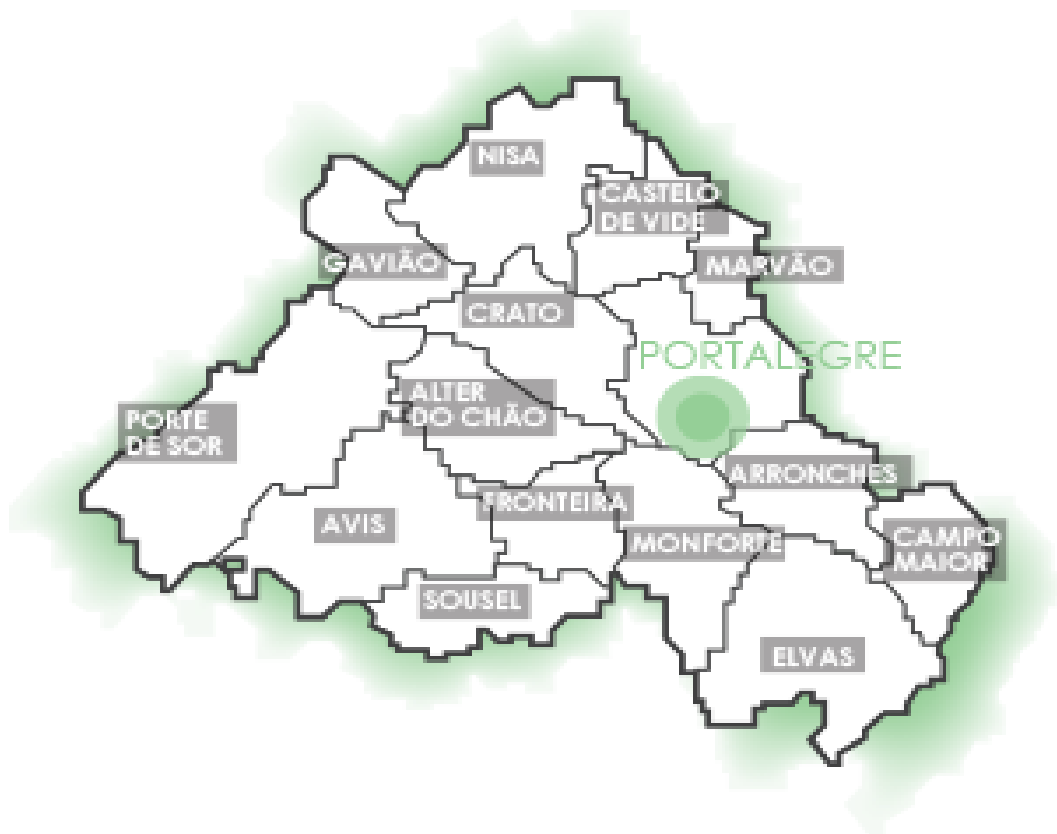 NISA
CASTELO
DE VIDE
GAVIÃO
MARVÃO
CRATO
PORTALEGRE
ALTER
DO CHÃO
PORTE
DE SOR
ARRONCHES
FRONTEIRA
AVIS
MONFORTE
CAMPO
MAIOR
SOUSEL
ELVAS